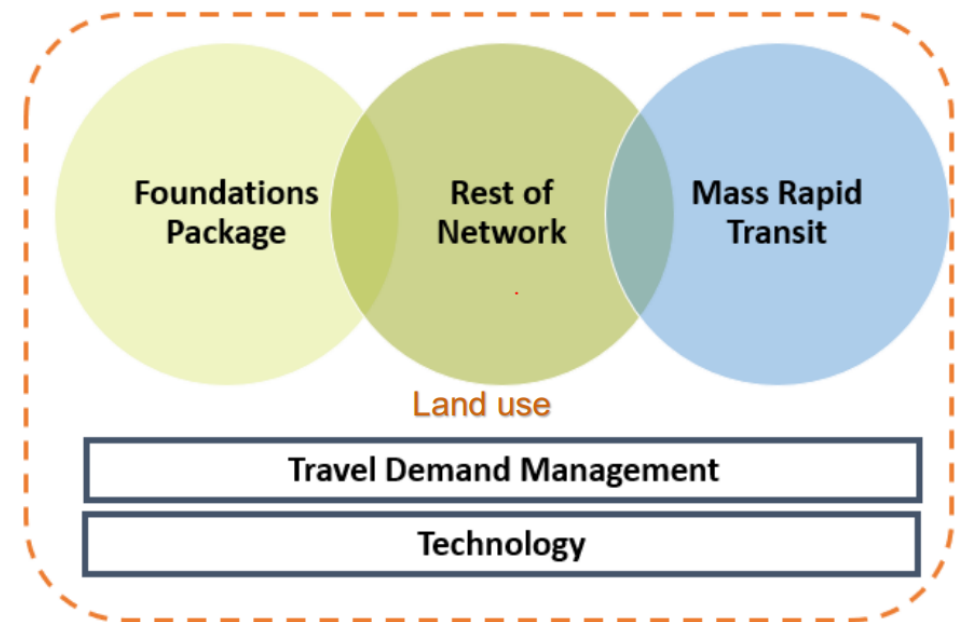 Foundations
Package
Rest of
Network
Mass Rapid
Transit
Land use
Travel Demand Management
Technology